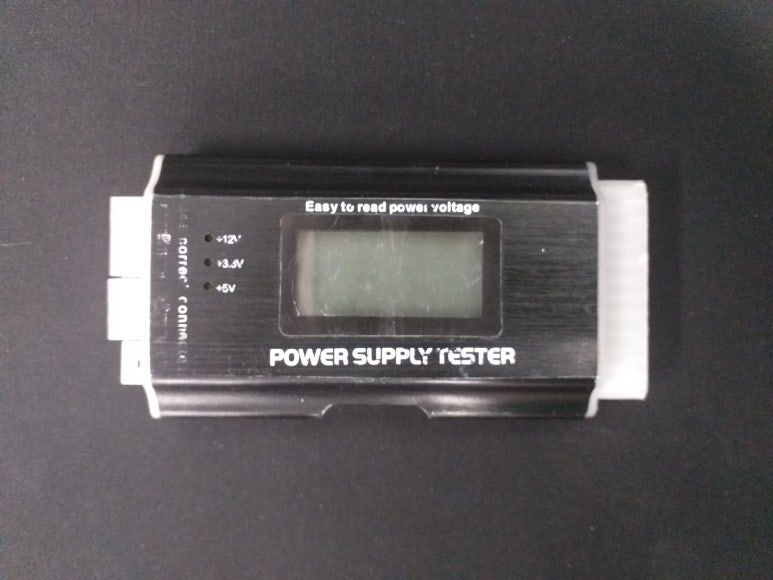 Easy to read power voltage
+12V
+3.3V
+5V
POWER SUPPLY TESTER